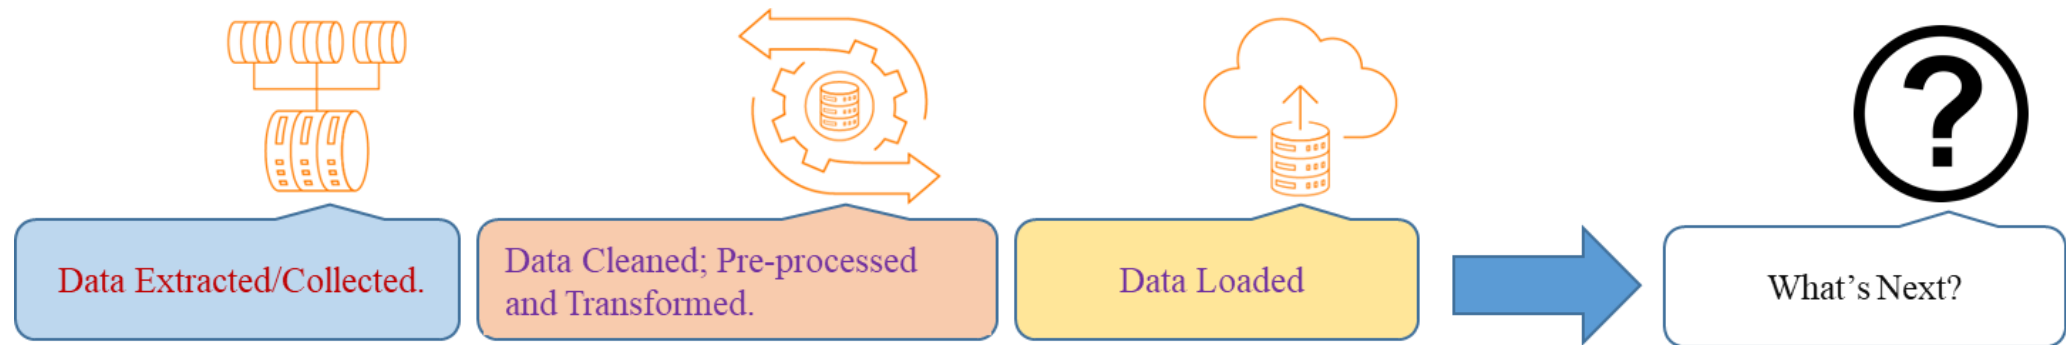 Data Extracted/Collected.
Data Cleaned; Pre-processed
and Transformed.
Data Loaded
What's Next?